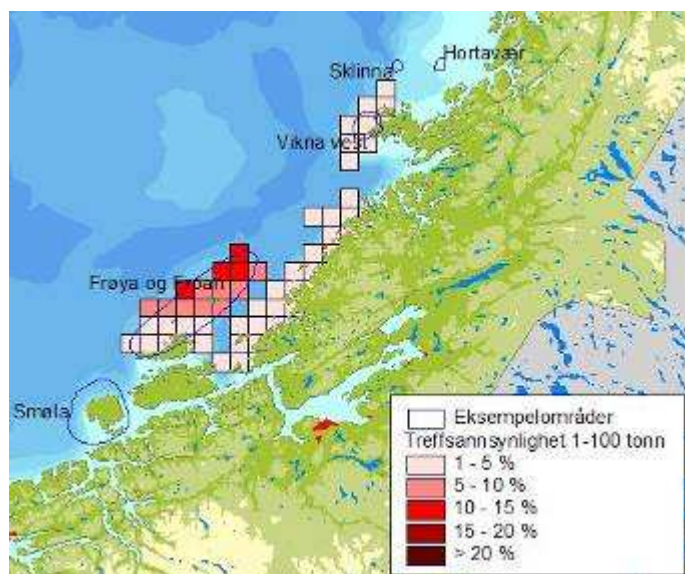 Sklinna
Hortavær
Vikna vest
Frøya og Froan
Smøla
Eksempelområder
Treffsannsynlighet 1-100 tonn
1 - 5 %
5 - 10 %
10 - 15 %
15 - 20 %
> 20 %